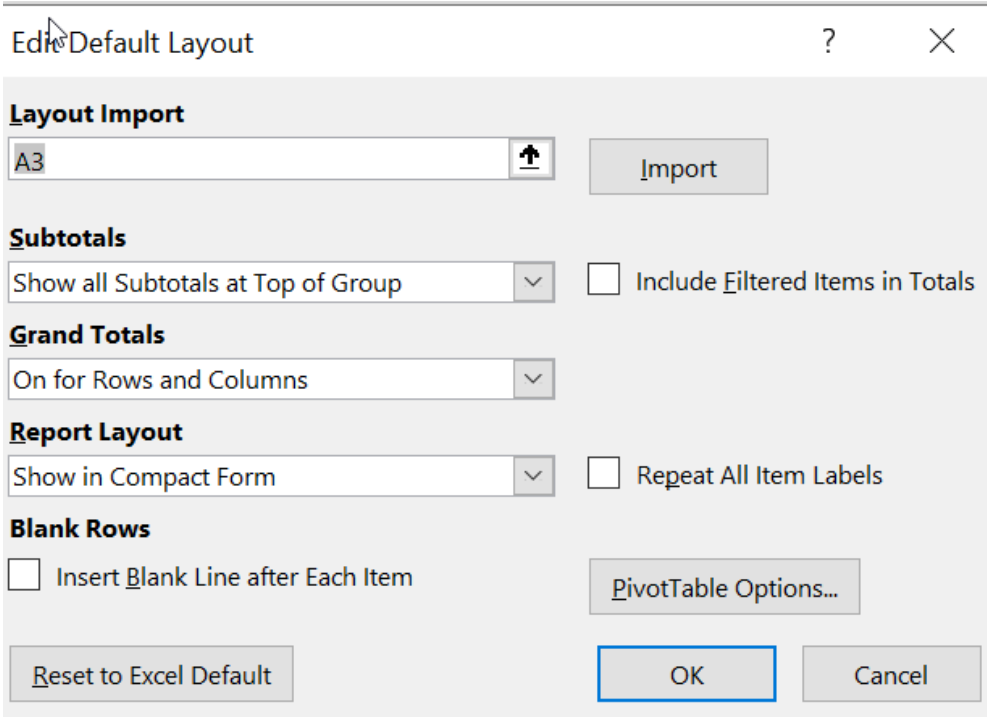 Edit Default Layout ?
Layout Import
A3 Import
Subtotals
Show all Subtotals at Top of Group Include Filtered Items in Totals
Grand Totals
On for Rows and Columns
Report Layout
Show in Compact Form Repeat All Item Labels
Blank Rows
Insert Blank Line after Each Item PivotTable Options...
Reset to Excel Default OK Cancel